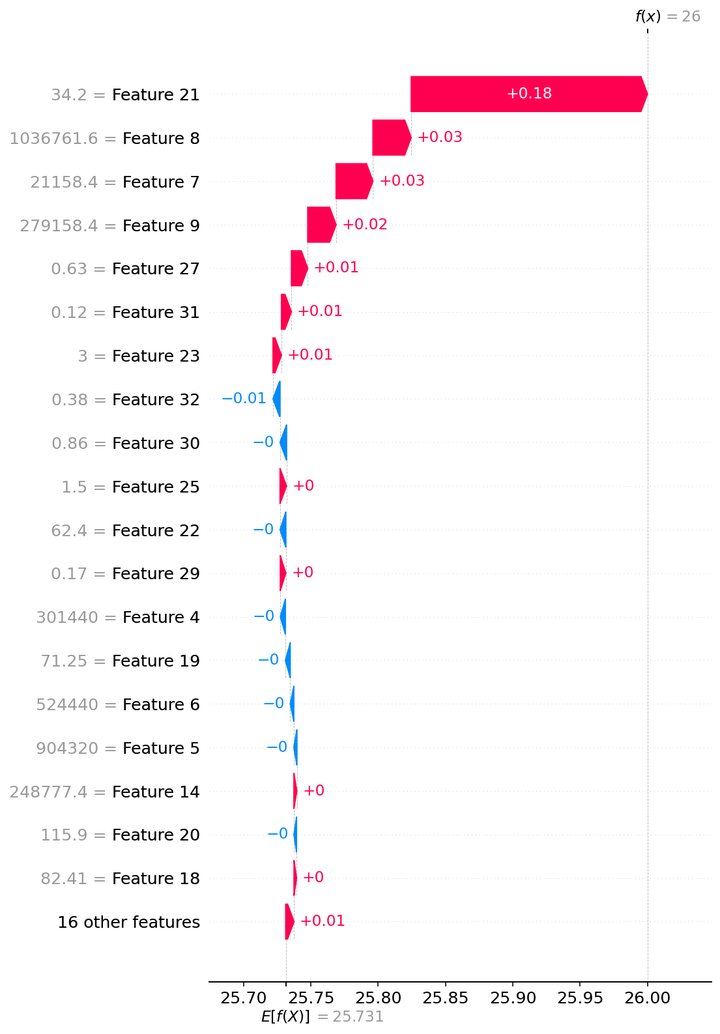 f(x) = 26
34.2 = Feature 21
+0.18
1036761.6 = Feature 8
+0.03
21158.4 = Feature 7
+0.03
279158.4 = Feature 9
+0.02
0.63 = Feature 27
+0.01
0.12 = Feature 31
+0.01
3 = Feature 23
+0.01
0.38 = Feature 32
−0.01
0.86 = Feature 30
−0
1.5 = Feature 25
+0
62.4 = Feature 22
−0
0.17 = Feature 29
+0
301440 = Feature 4
−0
71.25 = Feature 19
−0
524440 = Feature 6
−0
904320 = Feature 5
−0
248777.4 = Feature 14
+0
115.9 = Feature 20
−0
82.41 = Feature 18
+0
16 other features
+0.01
25.70 25.75 25.80 25.85 25.90 25.95 26.00
E[f(X)] = 25.731